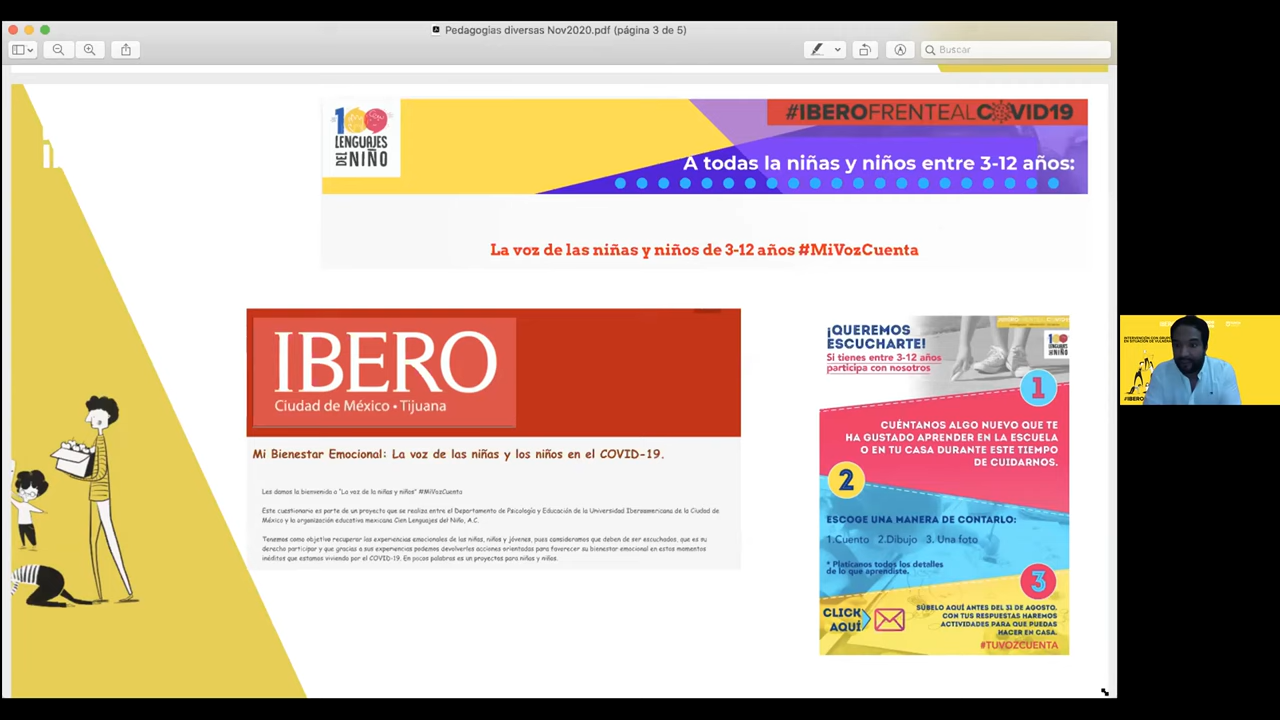 Pedagogias diversas Nov2020.pdf (página 3 de 5)
Buscar
100
LENGUAJES
DEL NIÑO
#IBEROFRENTEALCOVID19
A todas la niñas y niños entre 3-12 años:
La voz de las niñas y niños de 3-12 años #MiVozCuenta
IBERO
Ciudad de México • Tijuana
Mi Bienestar Emocional: La voz de las niñas y los niños en el COVID-19.
Les damos la bienvenida a "La voz de la niñas y niños" #MiVozCuenta
Este cuestionario es parte de un proyecto que se realiza entre el Departamento de Psicología y Educación de la Universidad Iberoamericana de la Ciudad de
México y la organización educativa mexicana Cien Lenguajes del Niño, A.C.
Tenemos como objetivo recuperar las experiencias emocionales de las niñas, niños y jóvenes, pues consideramos que deben de ser escuchados, que es su
derecho participar y que gracias a sus experiencias podemos devolverles acciones orientadas para favorecer su bienestar emocional en estos momentos
inéditos que estamos viviendo por el COVID-19. En pocas palabras es un proyectos para niñas y niños.
¡QUEREMOS
ESCUCHARTE!
Si tienes entre 3-12 años
participa con nosotros
1
CUÉNTANOS ALGO NUEVO QUE TE
HA GUSTADO APRENDER EN LA ESCUELA
O EN TU CASA DURANTE ESTE TIEMPO
DE CUIDARNOS.
2
ESCOGE UNA MANERA DE CONTARLO:
1.Cuento 2.Dibujo 3. Una foto
* Platícanos todos los detalles
de lo que aprendiste.
3
CLICK
AQUÍ
SÚBELO AQUÍ ANTES DEL 31 DE AGOSTO,
CON TUS RESPUESTAS HAREMOS
ACTIVIDADES PARA QUE PUEDAS
HACER EN CASA.
#TUVOZCUENTA